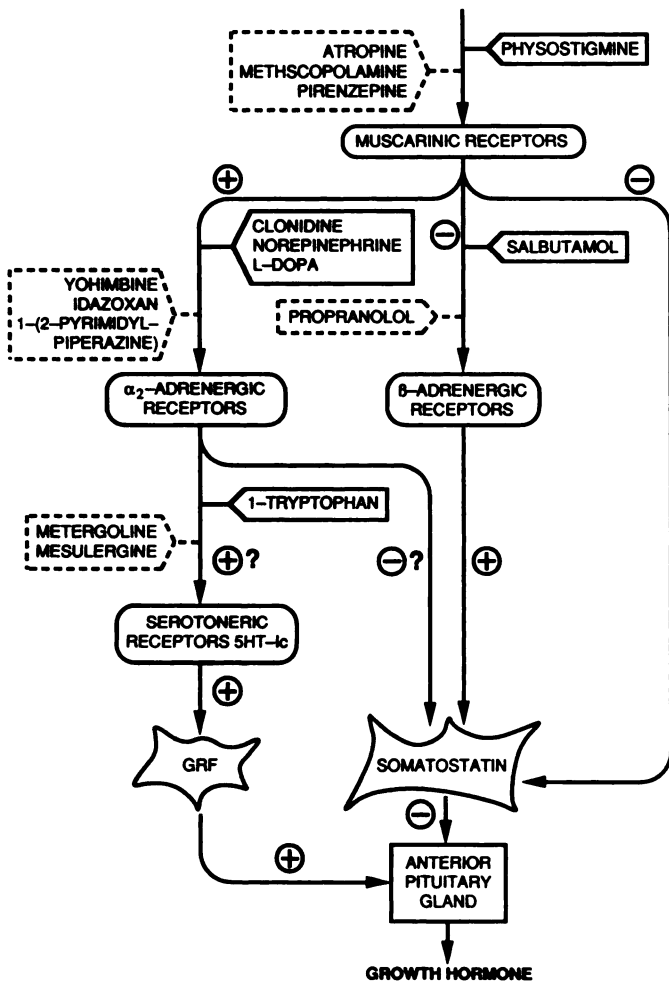 ATROPINE
METHSCOPOLAMINE
PIRENZEPINE
PHYSOSTIGMINE
MUSCARINIC RECEPTORS
+
−
−
CLONIDINE
NOREPINEPHRINE
L–DOPA
SALBUTAMOL
YOHIMBINE
IDAZOXAN
1–(2–PYRIMIDYL–
PIPERAZINE)
PROPRANOLOL
α₂–ADRENERGIC
RECEPTORS
ß–ADRENERGIC
RECEPTORS
1–TRYPTOPHAN
METERGOLINE
MESULERGINE
+ ?
− ?
+
SEROTONERIC
RECEPTORS 5HT–Ic
+
GRF
SOMATOSTATIN
−
+
ANTERIOR
PITUITARY
GLAND
GROWTH HORMONE